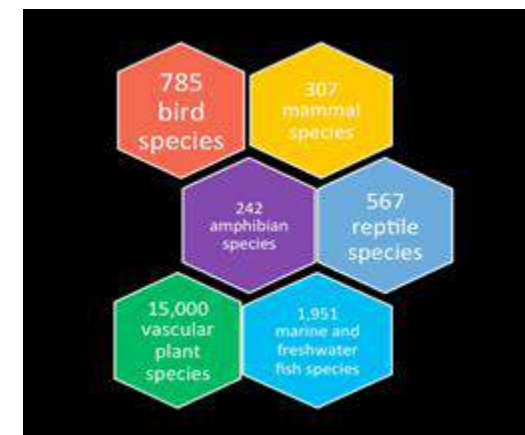 785
bird
species
307
mammal
species
242
amphibian
species
567
reptile
species
15,000
vascular
plant
species
1,951
marine and
freshwater
fish species